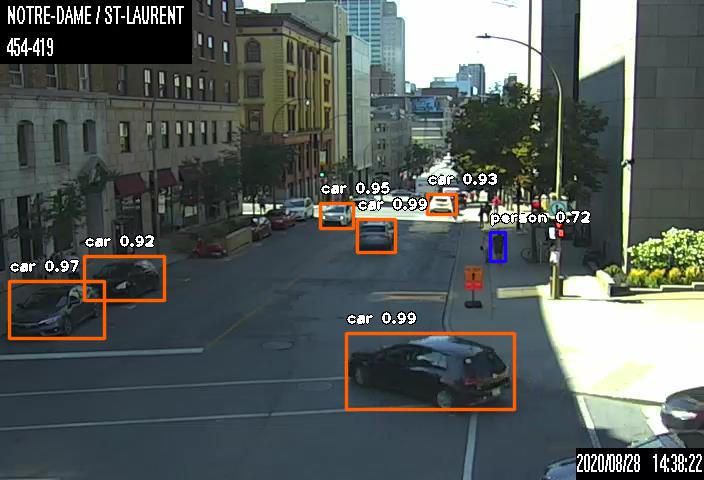 NOTRE-DAME / ST-LAURENT
454-419
car 0.95
car 0.93
car 0.99
person 0.72
car 0.92
car 0.97
car 0.99
2020/08/28 14:38:22